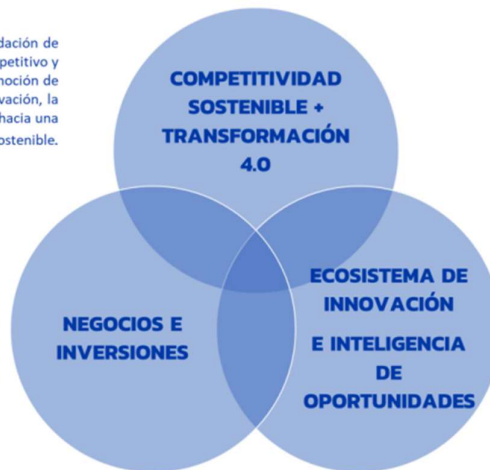 dación de
petitivo y
noción de
vación, la
hacia una
ostenible.
COMPETITIVIDAD
SOSTENIBLE +
TRANSFORMACIÓN
4.0
NEGOCIOS E
INVERSIONES
ECOSISTEMA DE
INNOVACIÓN
E INTELIGENCIA
DE
OPORTUNIDADES